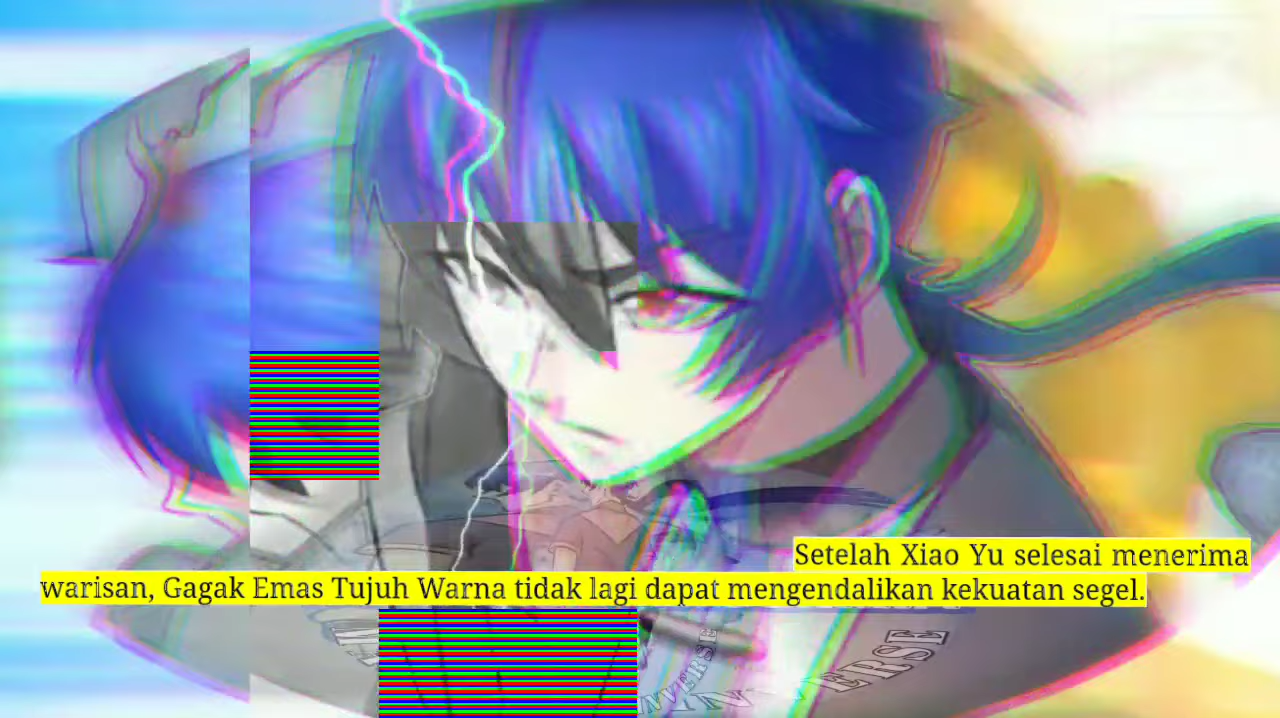 Setelah Xiao Yu selesai menerima
warisan, Gagak Emas Tujuh Warna tidak lagi dapat mengendalikan kekuatan segel.